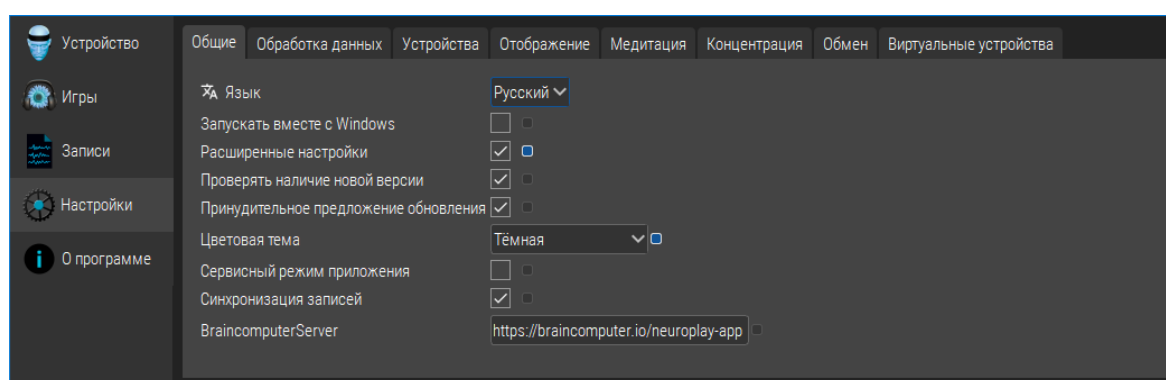 Устройство
Игры
Записи
Настройки
О программе
Общие Обработка данных Устройства Отображение Медитация Концентрация Обмен Виртуальные устройства
Язык Русский
Запускать вместе с Windows
Расширенные настройки
Проверять наличие новой версии
Принудительное предложение обновления
Цветовая тема Тёмная
Сервисный режим приложения
Синхронизация записей
BraincomputerServer https://braincomputer.io/neuroplay-app